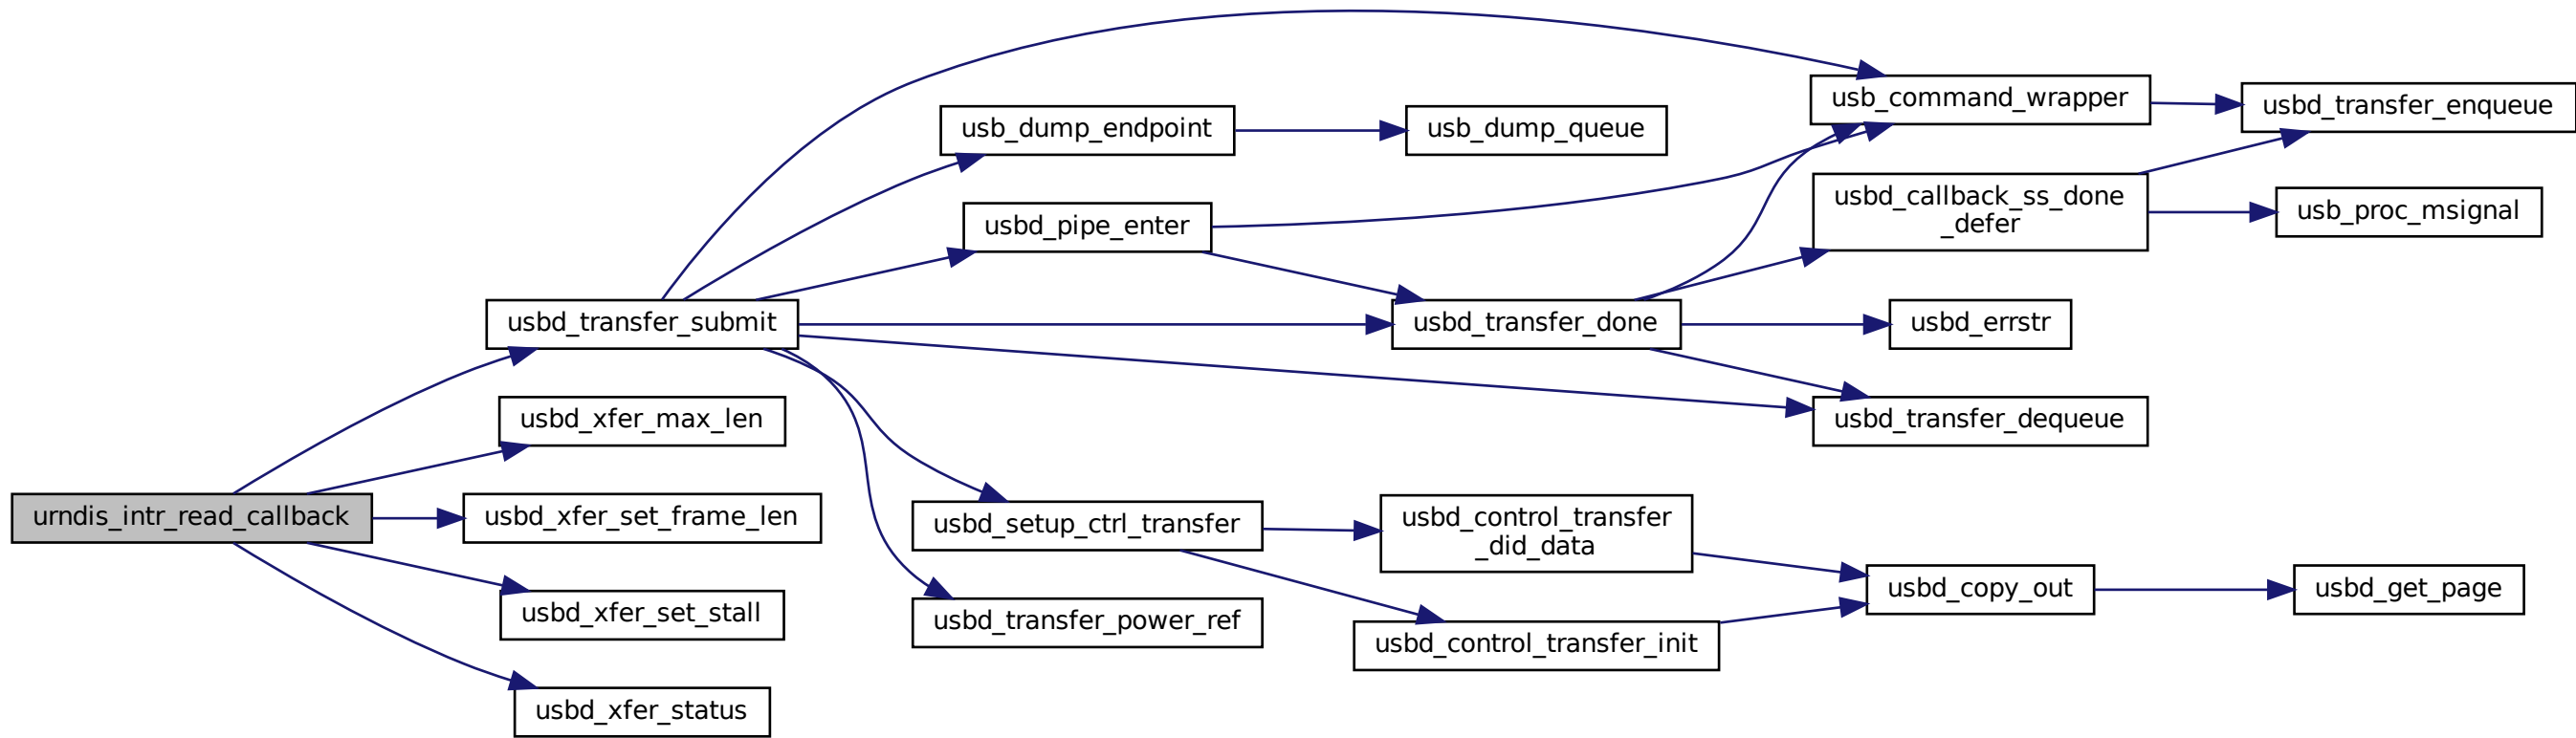 urndis_intr_read_callback
usbd_transfer_submit
usbd_xfer_max_len
usbd_xfer_set_frame_len
usbd_xfer_set_stall
usbd_xfer_status
usb_dump_endpoint
usbd_pipe_enter
usbd_setup_ctrl_transfer
usbd_transfer_power_ref
usb_dump_queue
usbd_transfer_done
usbd_control_transfer
_did_data
usbd_control_transfer_init
usb_command_wrapper
usbd_callback_ss_done
_defer
usbd_errstr
usbd_transfer_dequeue
usbd_copy_out
usbd_transfer_enqueue
usb_proc_msignal
usbd_get_page